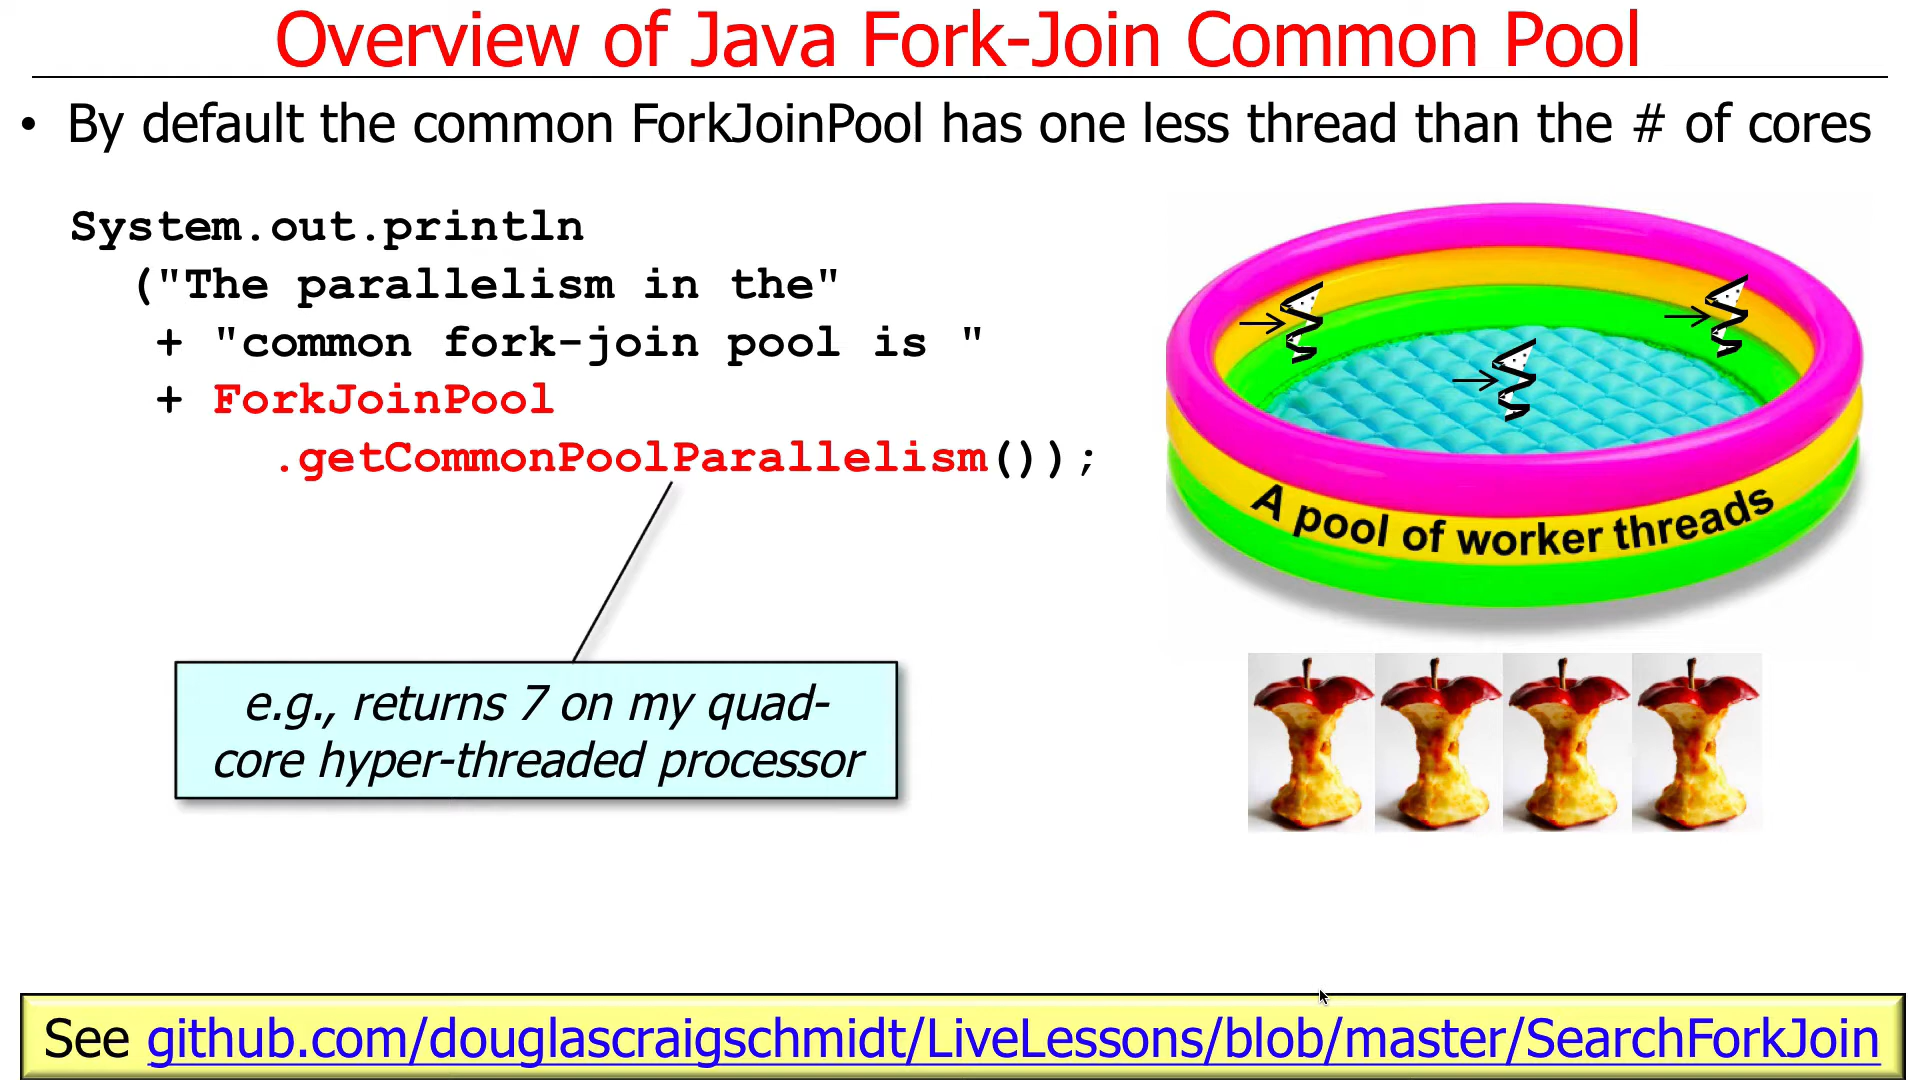 Overview of Java Fork-Join Common Pool
• By default the common ForkJoinPool has one less thread than the # of cores
System.out.println
("The parallelism in the"
+ "common fork-join pool is "
+ ForkJoinPool
.getCommonPoolParallelism());
A pool of worker threads
e.g., returns 7 on my quad-
core hyper-threaded processor
See github.com/douglascraigschmidt/LiveLessons/blob/master/SearchForkJoin